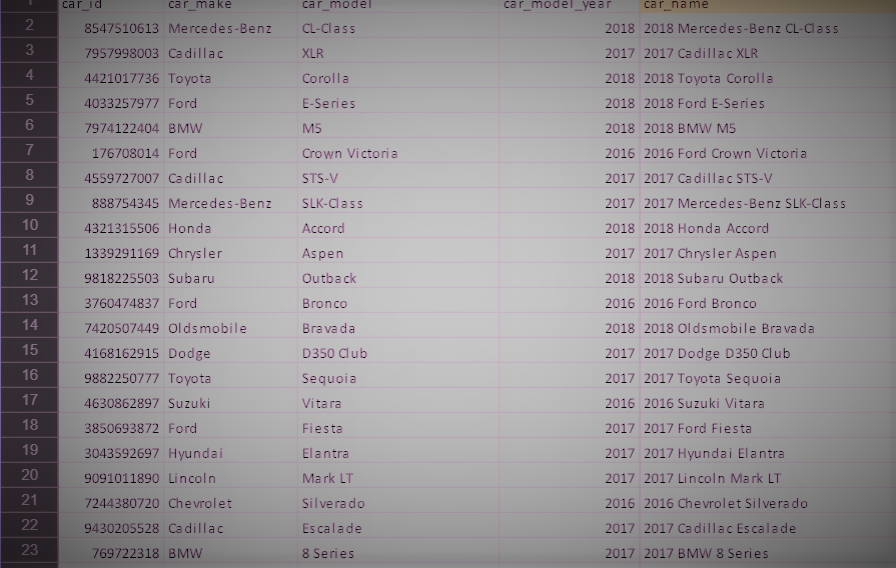 1 car_id car_make car_model car_model_year car_name
2 8547510613 Mercedes-Benz CL-Class 2018 2018 Mercedes-Benz CL-Class
3 7957998003 Cadillac XLR 2017 2017 Cadillac XLR
4 4421017736 Toyota Corolla 2018 2018 Toyota Corolla
5 4033257977 Ford E-Series 2018 2018 Ford E-Series
6 7974122404 BMW M5 2018 2018 BMW M5
7 176708014 Ford Crown Victoria 2016 2016 Ford Crown Victoria
8 4559727007 Cadillac STS-V 2017 2017 Cadillac STS-V
9 888754345 Mercedes-Benz SLK-Class 2017 2017 Mercedes-Benz SLK-Class
10 4321315506 Honda Accord 2018 2018 Honda Accord
11 1339291169 Chrysler Aspen 2017 2017 Chrysler Aspen
12 9818225503 Subaru Outback 2018 2018 Subaru Outback
13 3760474837 Ford Bronco 2016 2016 Ford Bronco
14 7420507449 Oldsmobile Bravada 2018 2018 Oldsmobile Bravada
15 4168162915 Dodge D350 Club 2017 2017 Dodge D350 Club
16 9882250777 Toyota Sequoia 2017 2017 Toyota Sequoia
17 4630862897 Suzuki Vitara 2016 2016 Suzuki Vitara
18 3850693872 Ford Fiesta 2017 2017 Ford Fiesta
19 3043592697 Hyundai Elantra 2017 2017 Hyundai Elantra
20 9091011890 Lincoln Mark LT 2017 2017 Lincoln Mark LT
21 7244380720 Chevrolet Silverado 2016 2016 Chevrolet Silverado
22 9430205528 Cadillac Escalade 2017 2017 Cadillac Escalade
23 769722318 BMW 8 Series 2017 2017 BMW 8 Series